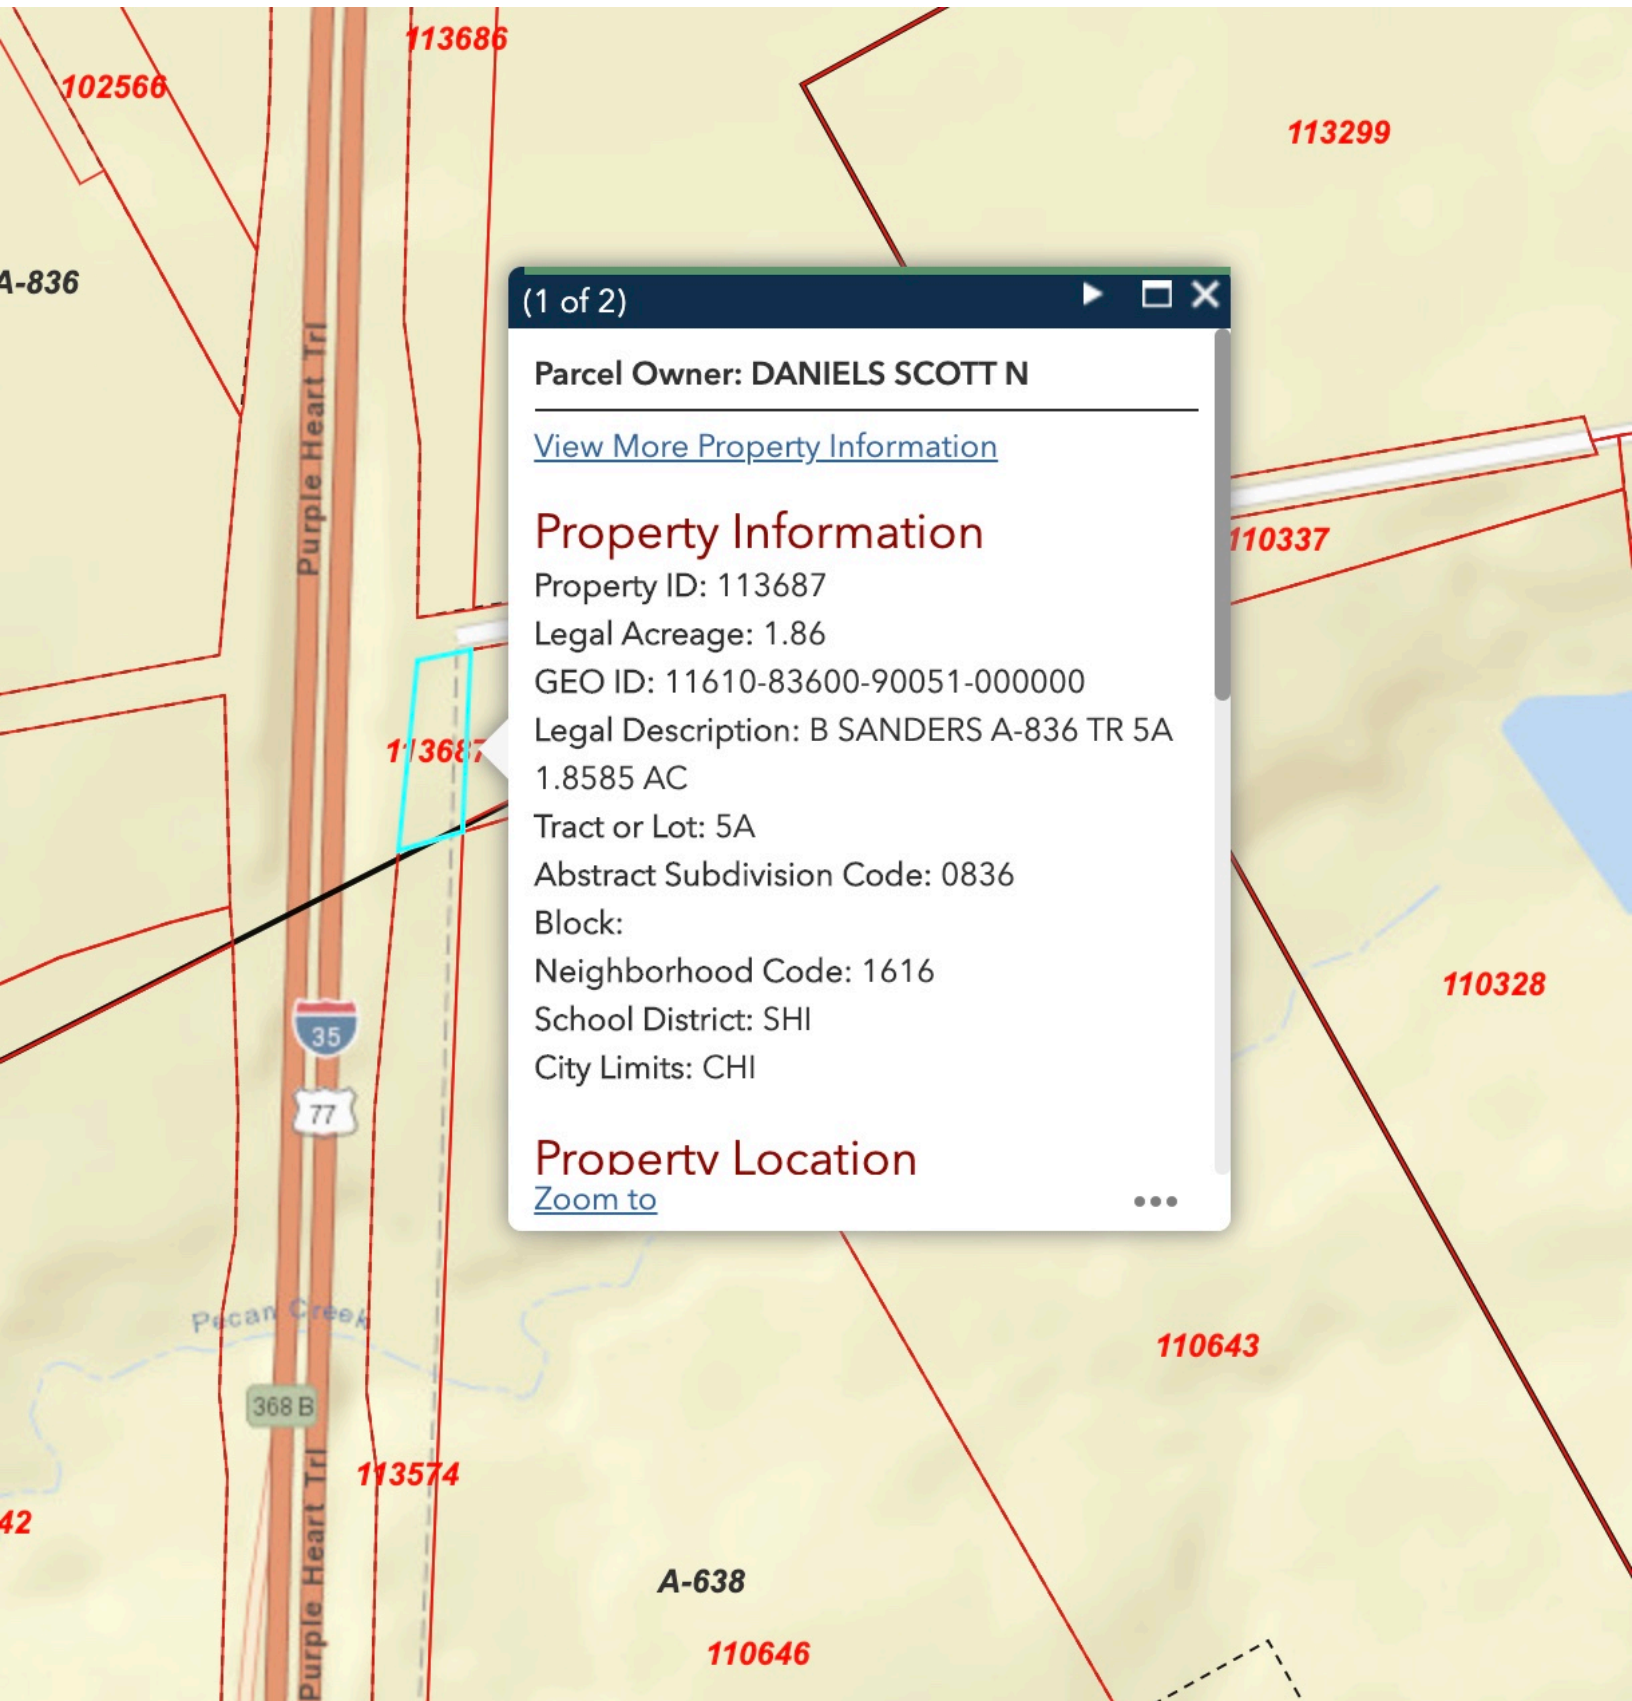 113686
102566
113299
A-836
(1 of 2)
Parcel Owner: DANIELS SCOTT N
View More Property Information
Property Information
Property ID: 113687
Legal Acreage: 1.86
GEO ID: 11610-83600-90051-000000
Legal Description: B SANDERS A-836 TR 5A
1.8585 AC
Tract or Lot: 5A
Abstract Subdivision Code: 0836
Block:
Neighborhood Code: 1616
School District: SHI
City Limits: CHI
Property Location
Zoom to
Purple Heart Trl
110337
113687
110328
35
77
Pecan Creek
110643
368 B
113574
Purple Heart Trl
42
A-638
110646